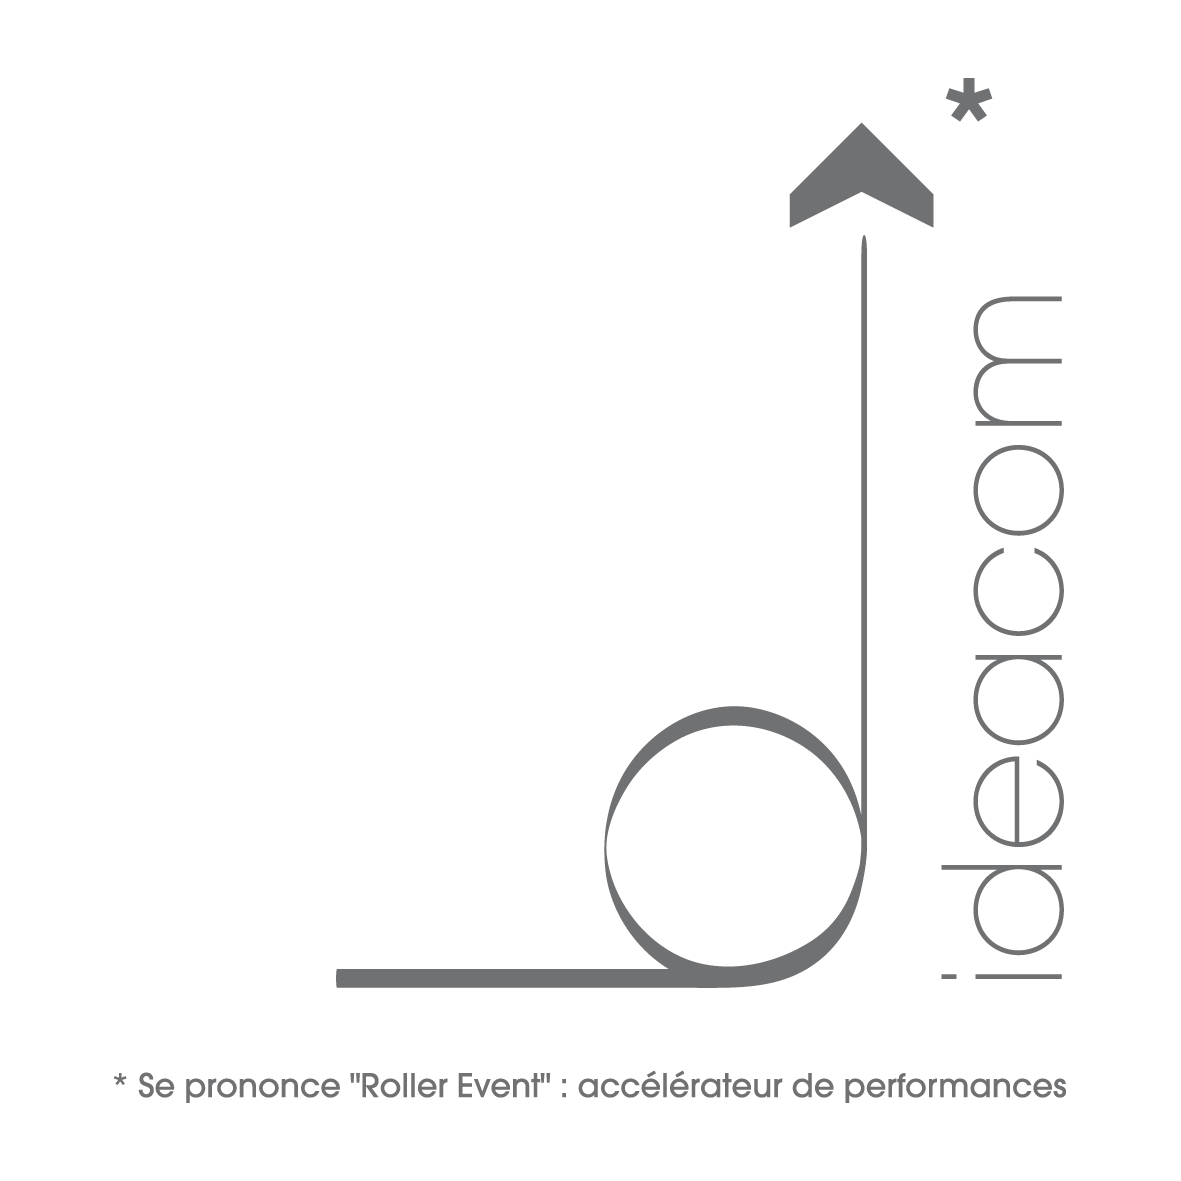 *
ideacom
* Se prononce "Roller Event" : accélérateur de performances